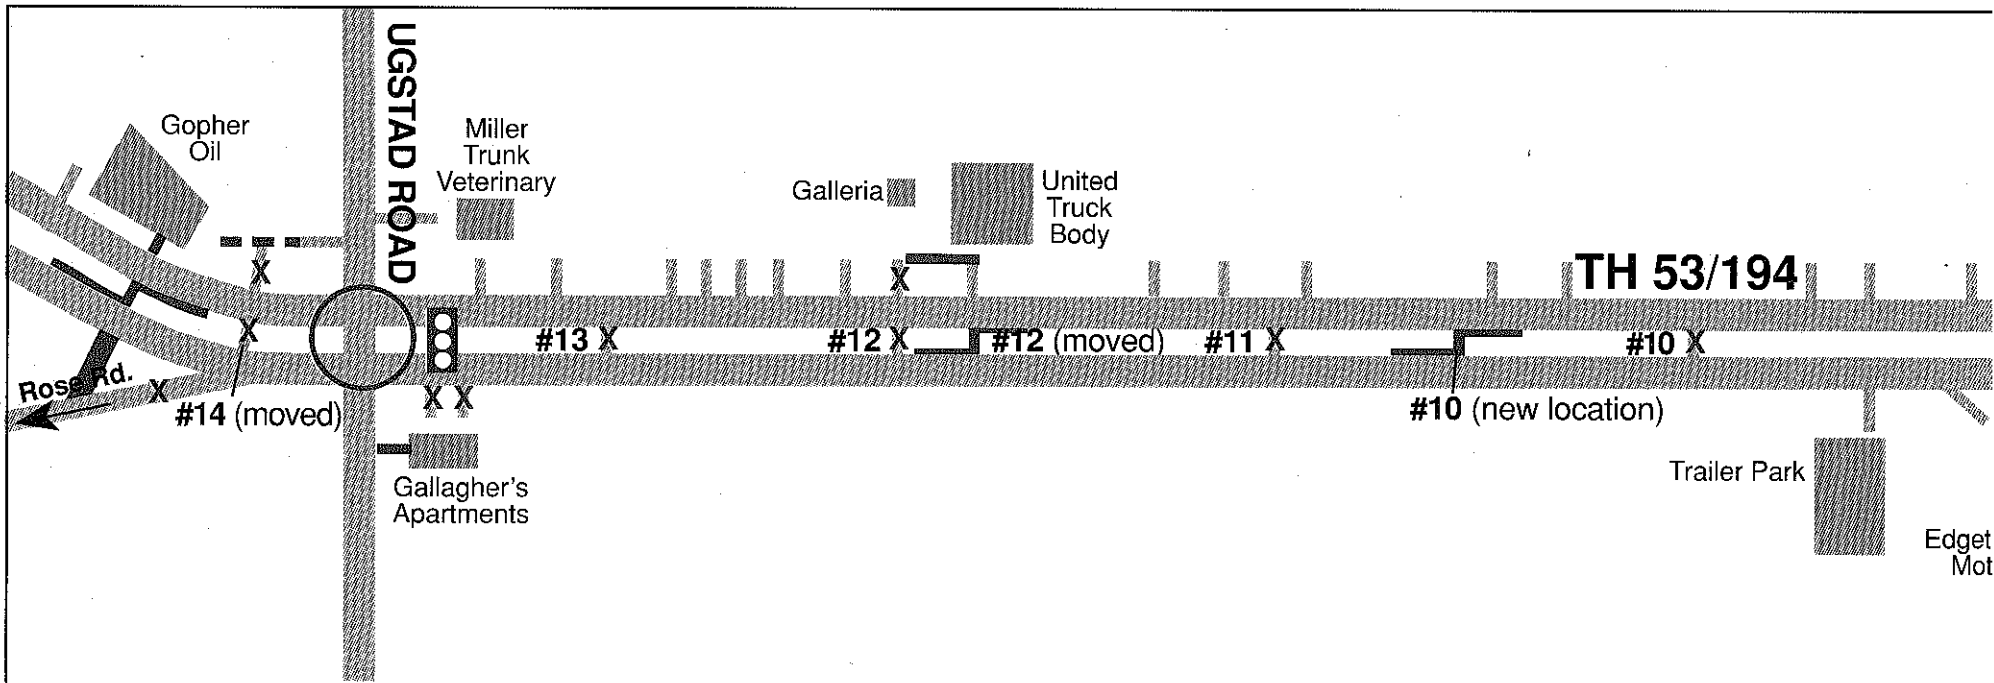 UGSTAD ROAD
Gopher
Oil
Miller
Trunk
Veterinary
Galleria
United
Truck
Body
TH 53/194
X
X
X
#13 X
#12 X
#12 (moved)
#11 X
#10 X
Rose Rd.
X
#14 (moved)
X X
#10 (new location)
Gallagher's
Apartments
Trailer Park
Edget
Mot